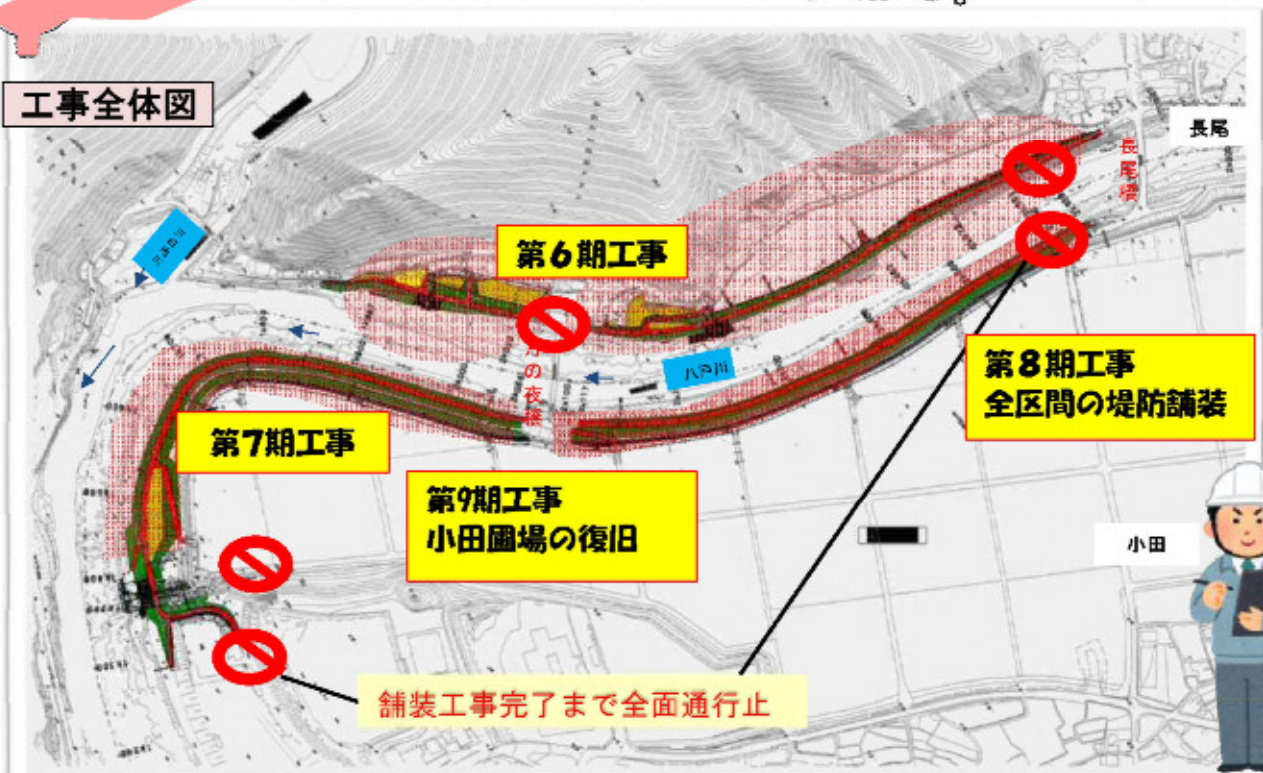 工事全体図
長尾
長尾橋
第6期工事
八戸川
第8期工事
全区間の堤防舗装
第7期工事
の夜橋
第9期工事
小田圃場の復旧
小田
舗装工事完了まで全面通行止